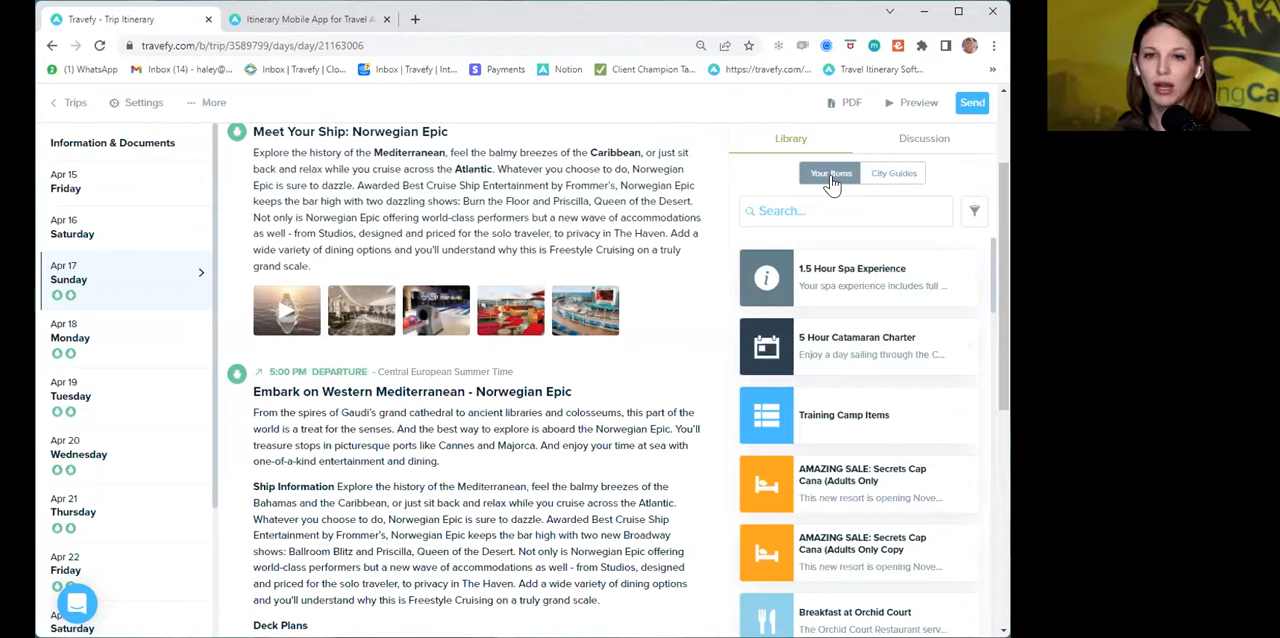 Travefy - Trip Itinerary
Itinerary Mobile App for Travel A
travefy.com/b/trip/3589799/days/day/21163006
(1) WhatsApp
Inbox (14) - haley@...
Inbox | Travefy | Clo...
Inbox | Travefy | Int...
Payments
Notion
Client Champion Ta...
https://travefy.com/...
Travel Itinerary Soft...
Trips
Settings
More
PDF
Preview
Send
Information & Documents
Apr 15
Friday
Apr 16
Saturday
Apr 17
Sunday
Apr 18
Monday
Apr 19
Tuesday
Apr 20
Wednesday
Apr 21
Thursday
Apr 22
Friday
Saturday
Meet Your Ship: Norwegian Epic
Explore the history of the Mediterranean, feel the balmy breezes of the Caribbean, or just sit
back and relax while you cruise across the Atlantic. Whatever you choose to do, Norwegian
Epic is sure to dazzle. Awarded Best Cruise Ship Entertainment by Frommer's, Norwegian Epic
keeps the bar high with two dazzling shows: Burn the Floor and Priscilla, Queen of the Desert.
Not only is Norwegian Epic offering world-class performers but a new wave of accommodations
as well - from Studios, designed and priced for the solo traveler, to privacy in The Haven. Add a
wide variety of dining options and you'll understand why this is Freestyle Cruising on a truly
grand scale.
5:00 PM DEPARTURE - Central European Summer Time
Embark on Western Mediterranean - Norwegian Epic
From the spires of Gaudi's grand cathedral to ancient libraries and colosseums, this part of the
world is a treat for the senses. And the best way to explore is aboard the Norwegian Epic. You'll
treasure stops in picturesque ports like Cannes and Majorca. And enjoy your time at sea with
one-of-a-kind entertainment and dining.
Ship Information Explore the history of the Mediterranean, feel the balmy breezes of the
Bahamas and the Caribbean, or just sit back and relax while you cruise across the Atlantic.
Whatever you choose to do, Norwegian Epic is sure to dazzle. Awarded Best Cruise Ship
Entertainment by Frommer's, Norwegian Epic keeps the bar high with two new Broadway
shows: Ballroom Blitz and Priscilla, Queen of the Desert. Not only is Norwegian Epic offering
world-class performers but a new wave of accommodations as well - from Studios, designed
and priced for the solo traveler, to privacy in The Haven. Add a wide variety of dining options
and you'll understand why this is Freestyle Cruising on a truly grand scale.
Deck Plans
Library
Discussion
Your Items
City Guides
Search...
1.5 Hour Spa Experience
Your spa experience includes full ...
5 Hour Catamaran Charter
Enjoy a day sailing through the C...
Training Camp Items
AMAZING SALE: Secrets Cap
Cana (Adults Only
This new resort is opening Nove...
AMAZING SALE: Secrets Cap
Cana (Adults Only Copy
This new resort is opening Nove...
Breakfast at Orchid Court
The Orchid Court Restaurant serv...